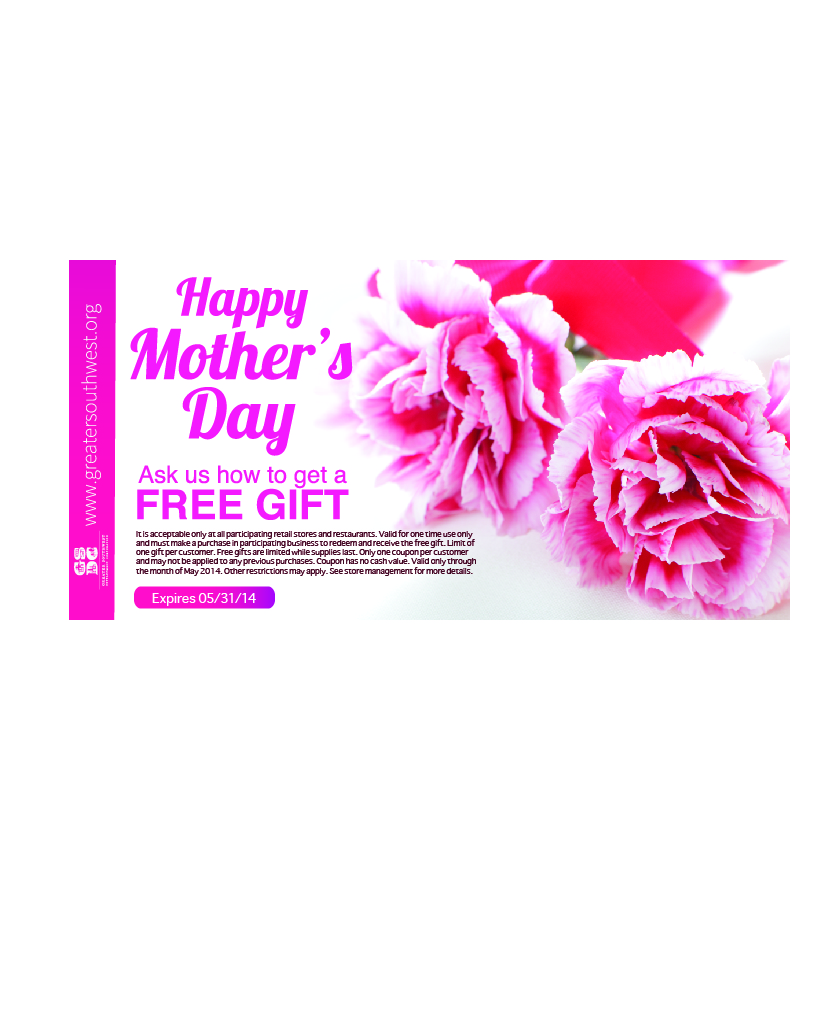 Happy
Mother's
Day
Ask us how to get a
FREE GIFT
It is acceptable only at all participating retail stores and restaurants. Valid for one time use only
and must make a purchase in participating business to redeem and receive the free gift. Limit of
one gift per customer. Free gifts are limited while supplies last. Only one coupon per customer
and may not be applied to any previous purchases. Coupon has no cash value. Valid only through
the month of May 2014. Other restrictions may apply. See store management for more details.
Expires 05/31/14
www.greatersouthwest.org